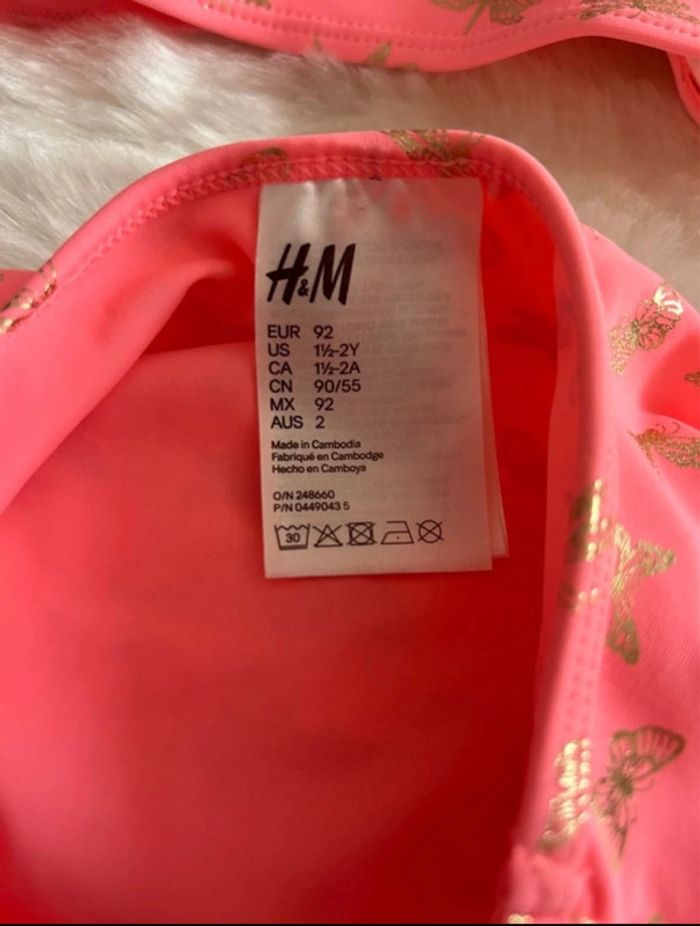 H&M
EUR 92
US 1½-2Y
CA 1½-2A
CN 90/55
MX 92
AUS 2
Made in Cambodia
Fabriqué en Cambodge
Hecho en Camboya
O/N 248660
P/N 0449043 5
30